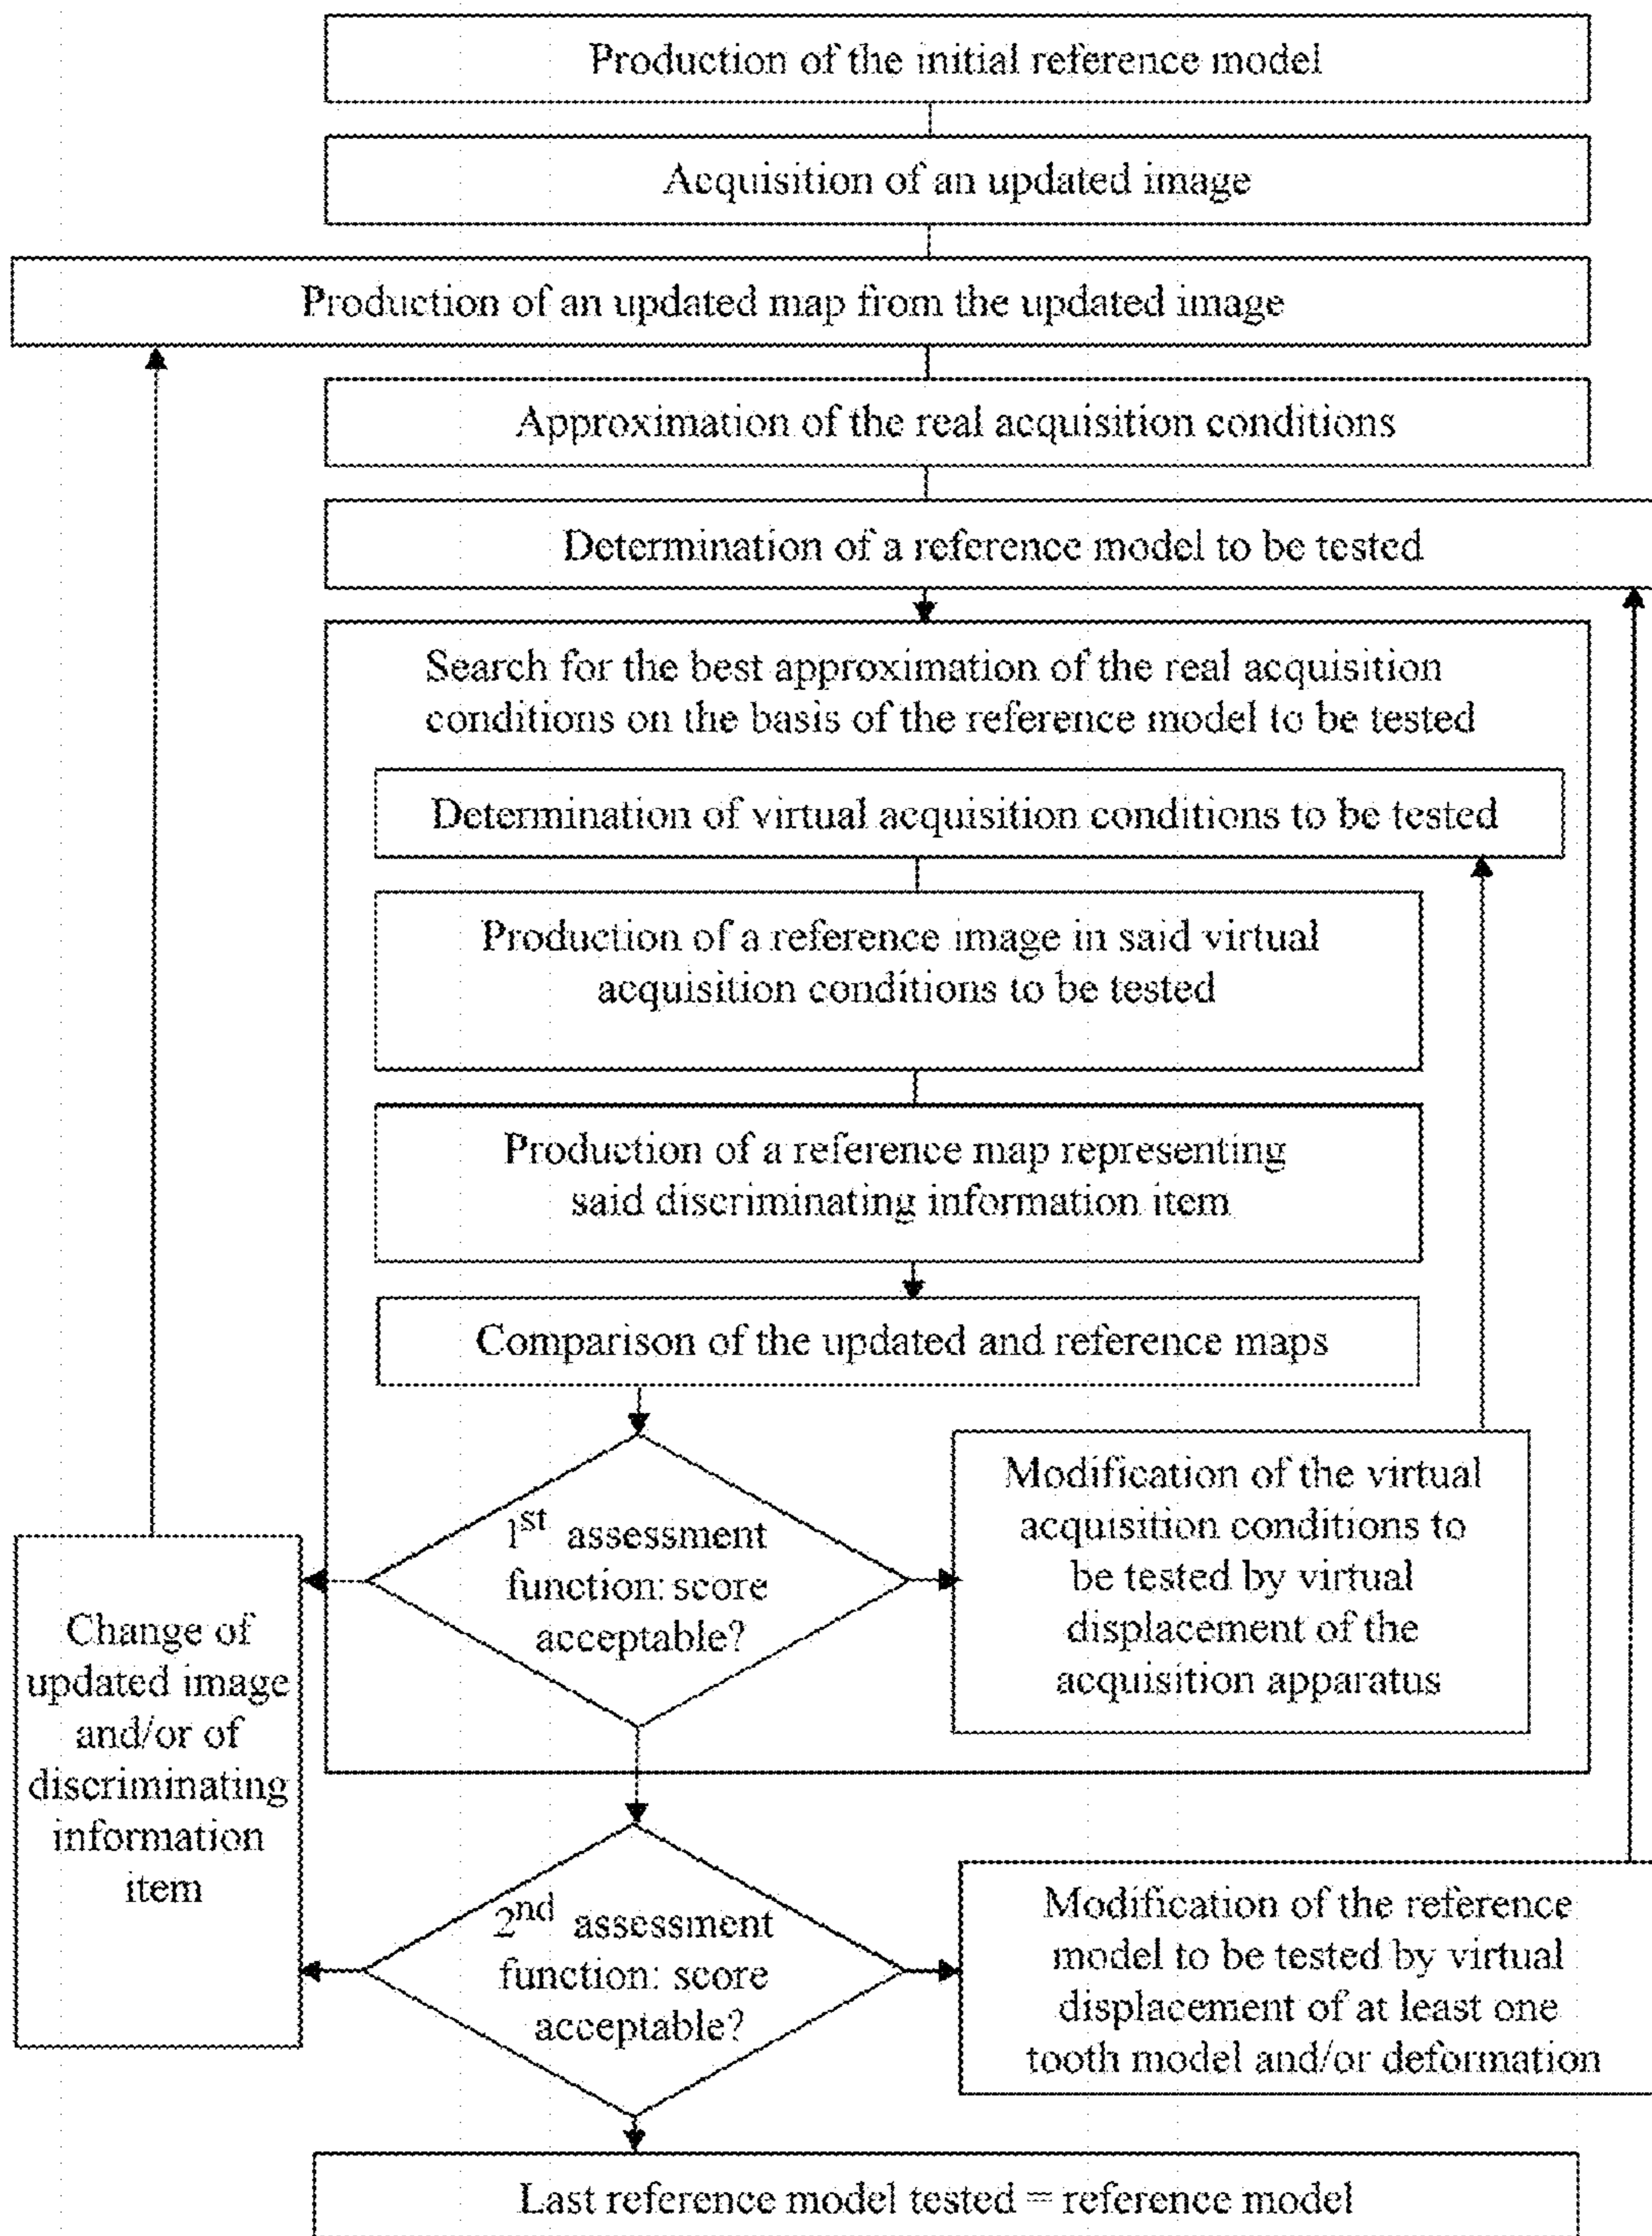 Production of the initial reference model
Acquisition of an updated image
Production of an updated map from the updated image
Approximation of the real acquisition conditions
Determination of a reference model to be tested
Search for the best approximation of the real acquisition
conditions on the basis of the reference model to be tested
Determination of virtual acquisition conditions to be tested
Production of a reference image in said virtual
acquisition conditions to be tested
Production of a reference map representing
said discriminating information item
Comparison of the updated and reference maps
1st assessment
function: score
acceptable?
Modification of the virtual
acquisition conditions to
be tested by virtual
displacement of the
acquisition apparatus
Change of
updated image
and/or of
discriminating
information
item
2nd assessment
function: score
acceptable?
Modification of the reference
model to be tested by virtual
displacement of at least one
tooth model and/or deformation
Last reference model tested = reference model